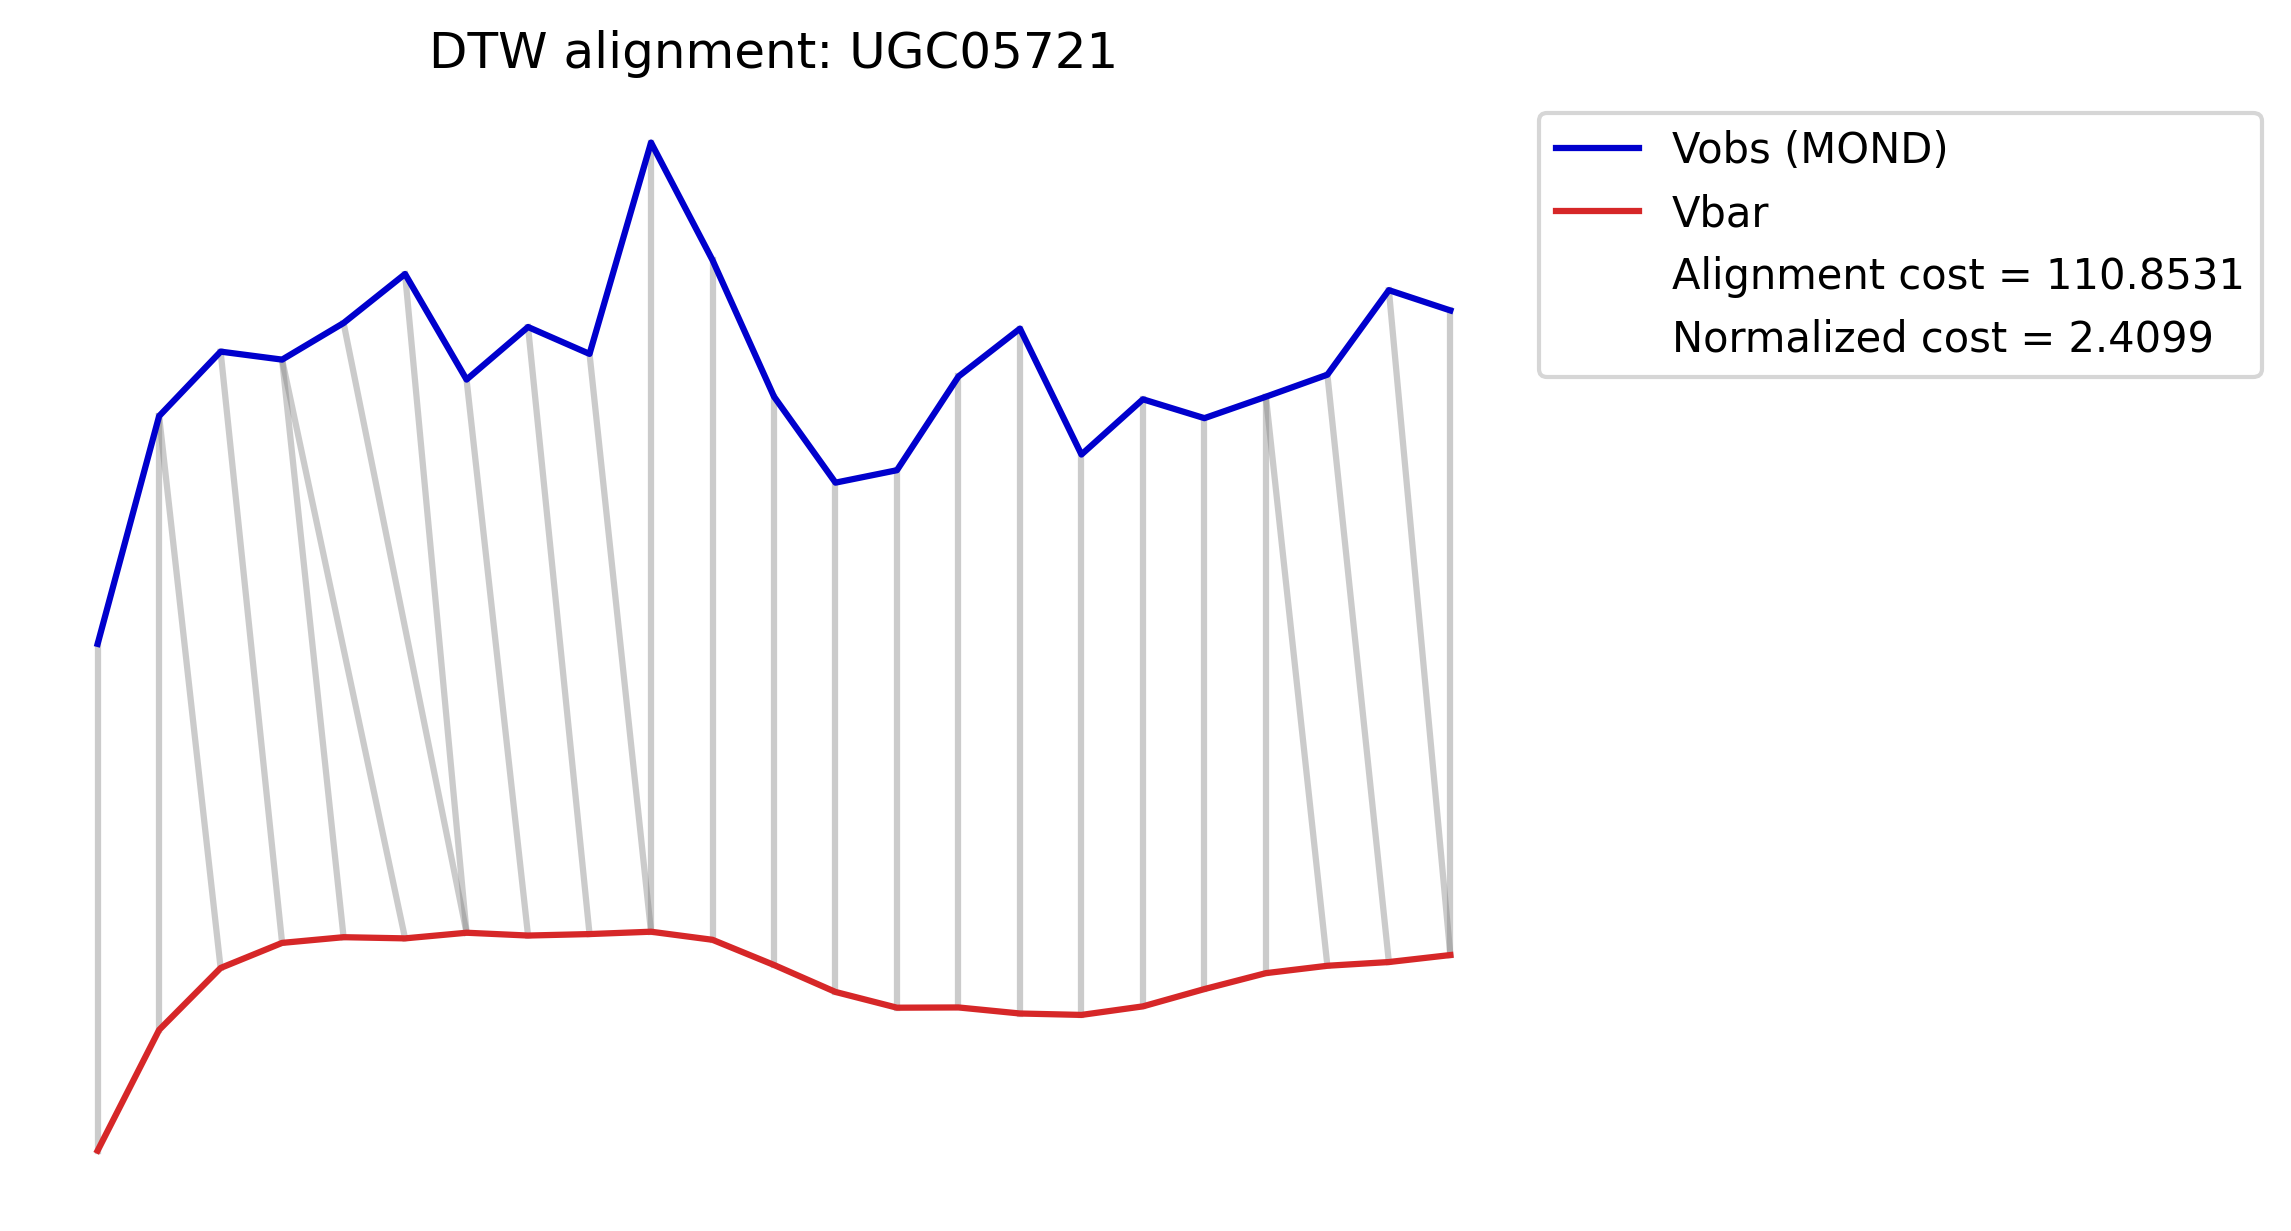 DTW alignment: UGC05721
Vobs (MOND)
Vbar
Alignment cost = 110.8531
Normalized cost = 2.4099